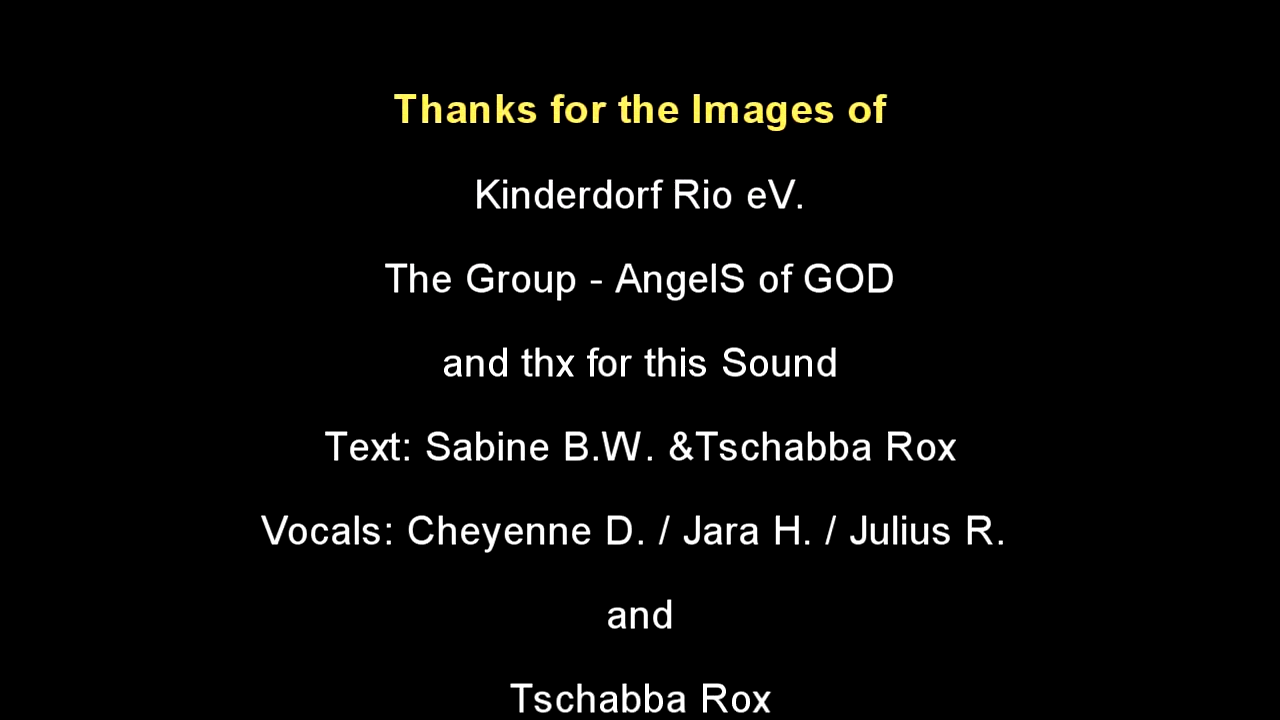 Thanks for the Images of
Kinderdorf Rio eV.
The Group - AngelS of GOD
and thx for this Sound
Text: Sabine B.W. &Tschabba Rox
Vocals: Cheyenne D. / Jara H. / Julius R.
and
Tschabba Rox